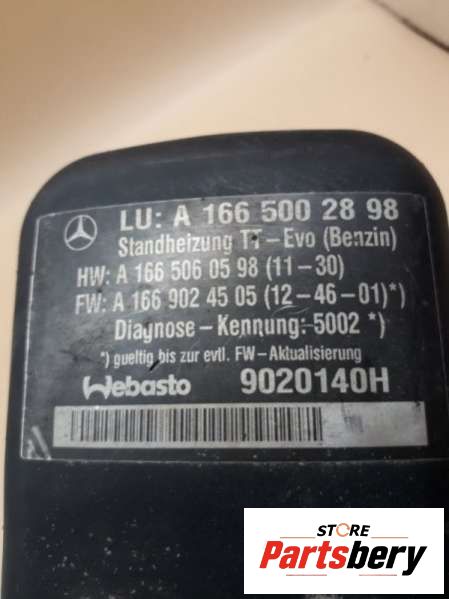 LU: A 166 500 28 98
Standheizung TT-Evo (Benzin)
HW: A 166 506 05 98 (11-30)
FW: A 166 902 45 05 (12-46-01)*)
Diagnose-Kennung:-5002 *)
*) gueltig bis zur evtl. FW-Aktualisierung
Webasto 9020140H
STORE
Partsbery